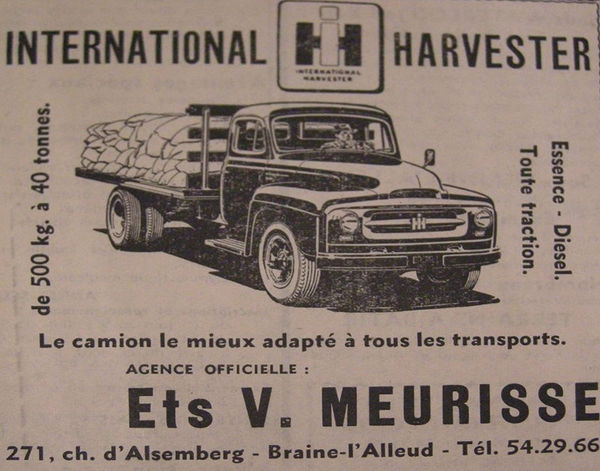 INTERNATIONAL HARVESTER
IH
INTERNATIONAL
HARVESTER
de 500 kg. à 40 tonnes.
Essence - Diesel.
Toute traction.
IH
Le camion le mieux adapté à tous les transports.
AGENCE OFFICIELLE :
Ets V. MEURISSE
271, ch. d'Alsemberg - Braine-l'Alleud - Tél. 54.29.66